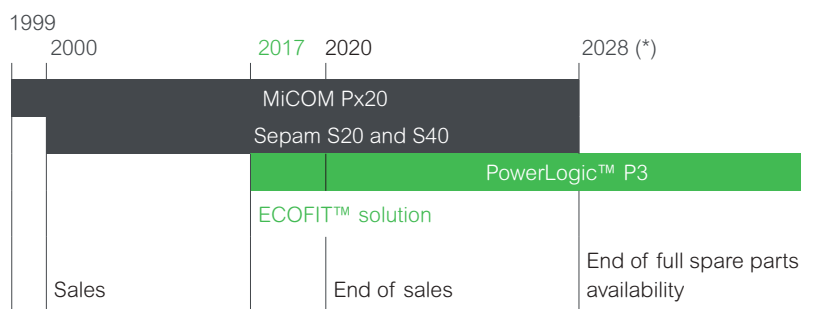 1999
2000
2017
2020
2028 (*)
MiCOM Px20
Sepam S20 and S40
PowerLogic™ P3
ECOFIT™ solution
Sales
End of sales
End of full spare parts
availability